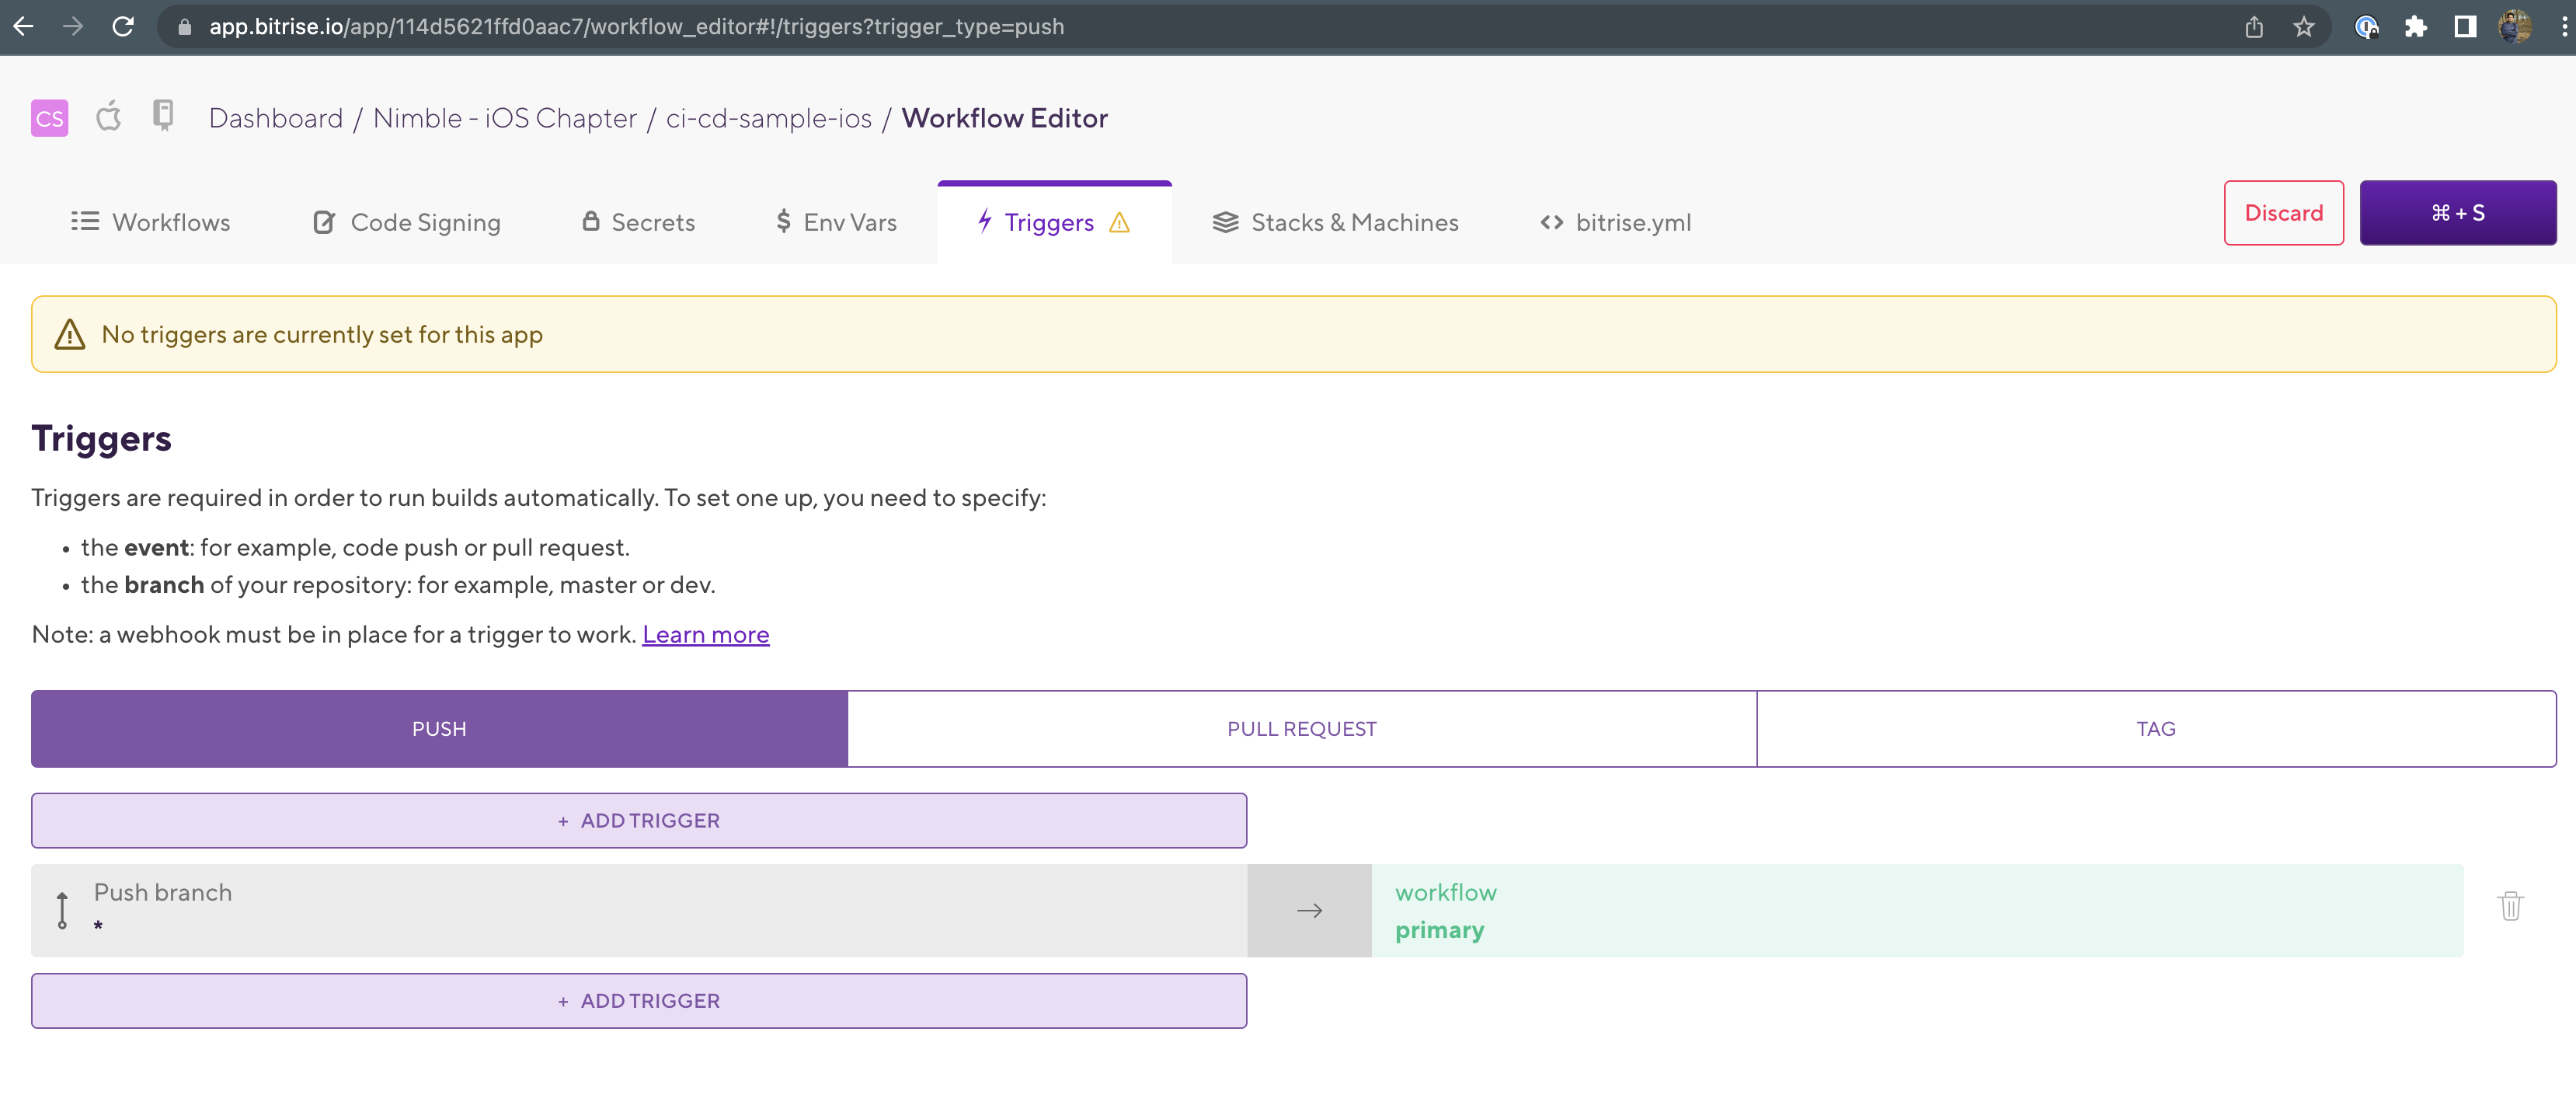 app.bitrise.io/app/114d5621ffd0aac7/workflow_editor#!/triggers?trigger_type=push
CS Dashboard / Nimble - iOS Chapter / ci-cd-sample-ios / Workflow Editor
Workflows Code Signing Secrets $ Env Vars Triggers Stacks & Machines <> bitrise.yml Discard ⌘ + S
No triggers are currently set for this app
Triggers
Triggers are required in order to run builds automatically. To set one up, you need to specify:
• the event: for example, code push or pull request.
• the branch of your repository: for example, master or dev.
Note: a webhook must be in place for a trigger to work. Learn more
PUSH PULL REQUEST TAG
+ ADD TRIGGER
Push branch
*
→
workflow
primary
+ ADD TRIGGER